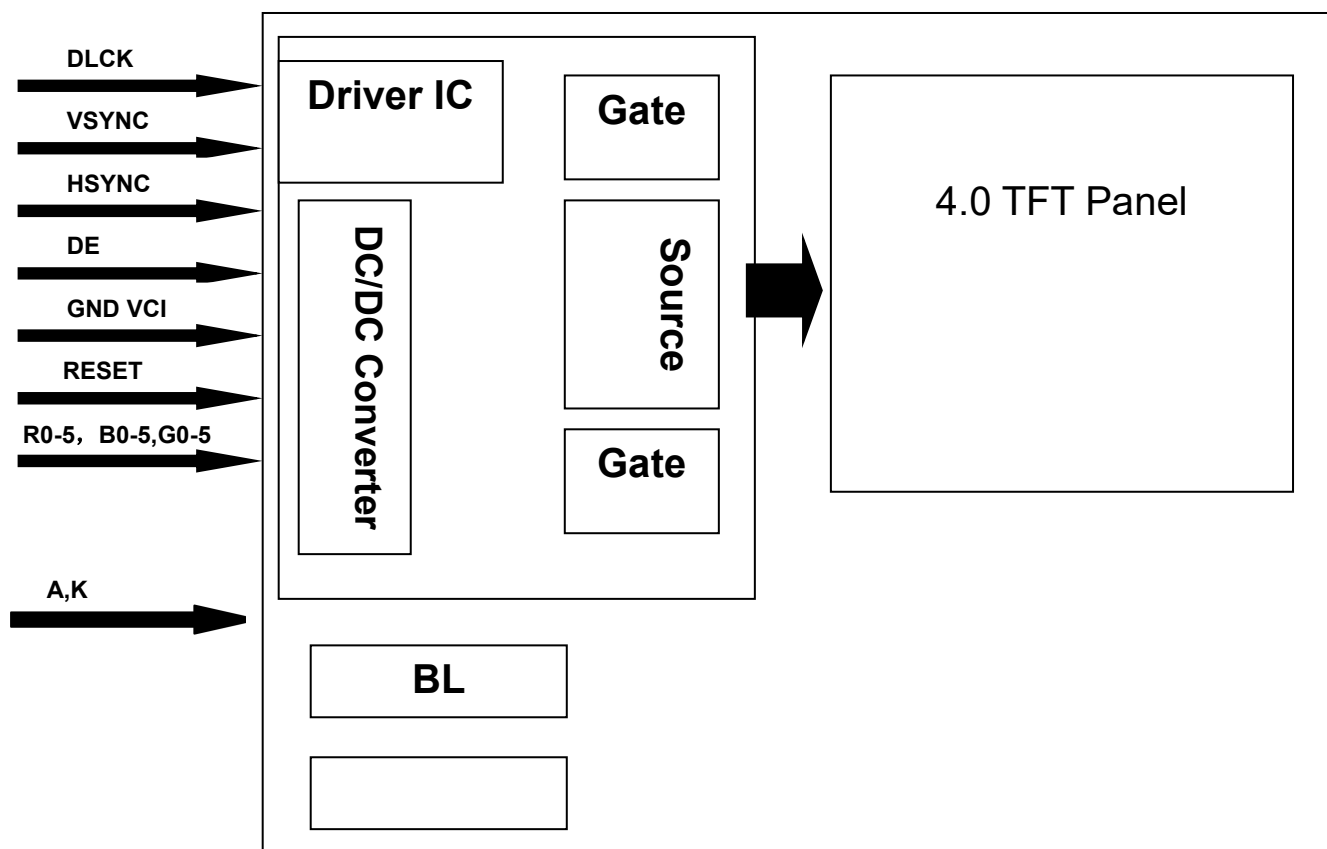 DLCK
VSYNC
HSYNC
DE
GND VCI
RESET
R0-5， B0-5,G0-5
A,K
Driver IC
DC/DC Converter
Gate
Source
Gate
4.0 TFT Panel
BL